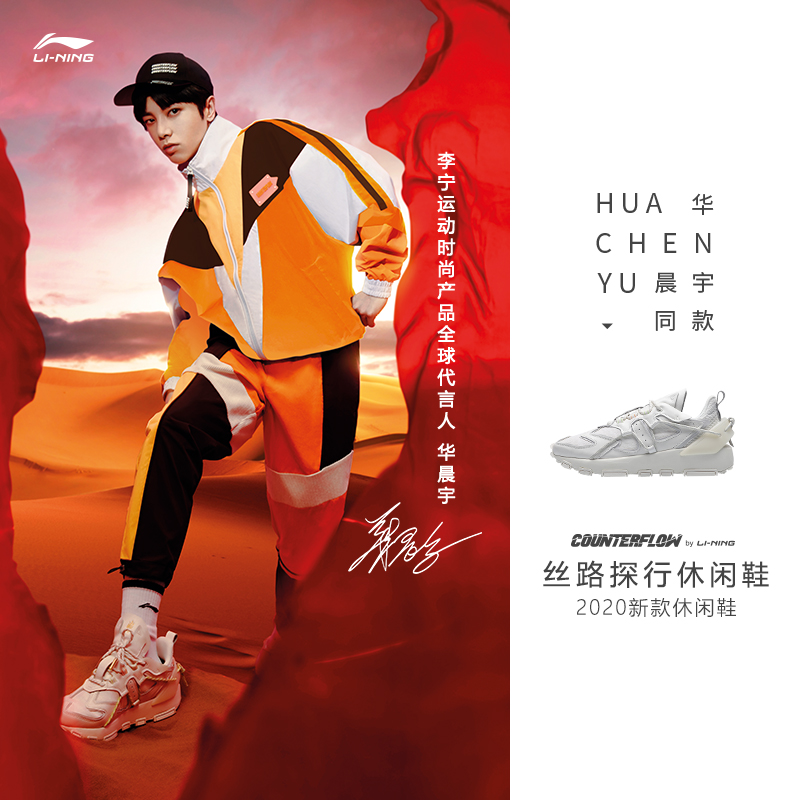 LI-NING
李宁运动时尚产品全球代言人 华晨宇
HUA 华
CHEN
YU 晨宇
同款
COUNTERFLOW by LI-NING
丝路探行休闲鞋
2020新款休闲鞋